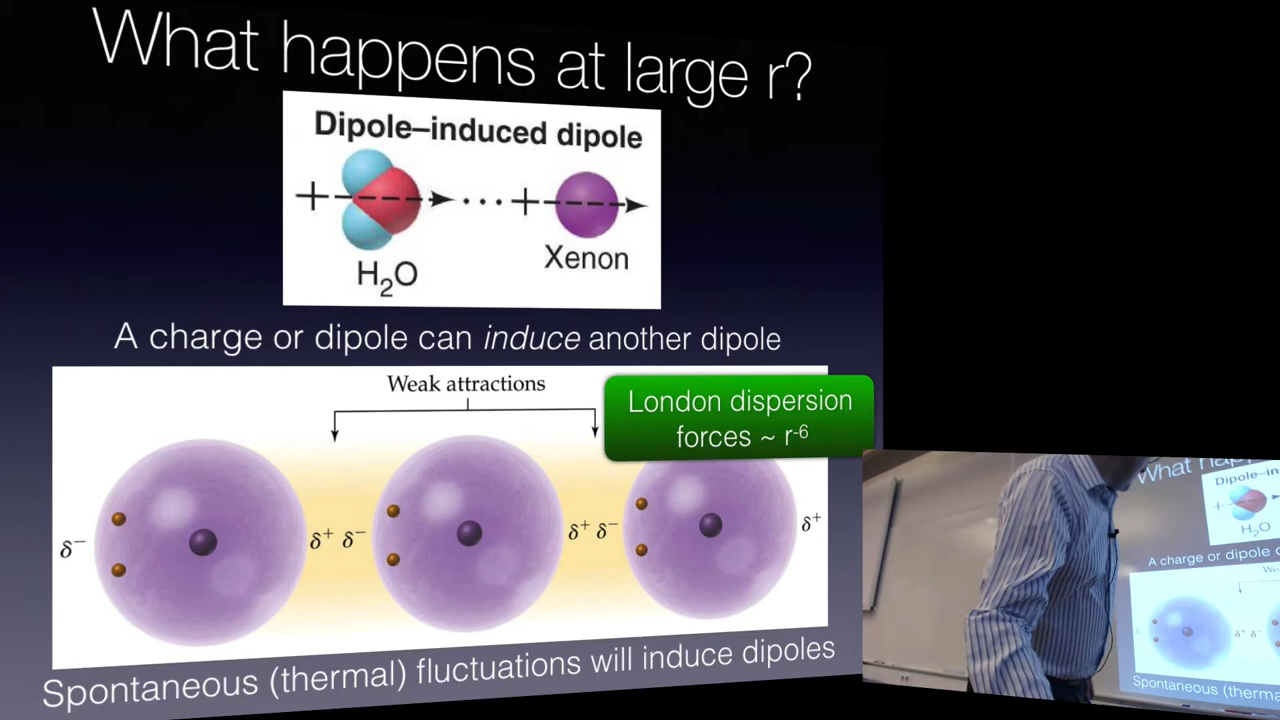 What happens at large r?
Dipole–induced dipole
+ ... +
H₂O
Xenon
A charge or dipole can induce another dipole
Weak attractions
London dispersion
forces ~ r⁻⁶
δ⁻ δ⁺ δ⁻ δ⁺ δ⁻ δ⁺
Spontaneous (thermal) fluctuations will induce dipoles
What hap
Dipole–in
+
H₂O
A charge or dipole c
We
δ⁺ δ⁻
Spontaneous (therma